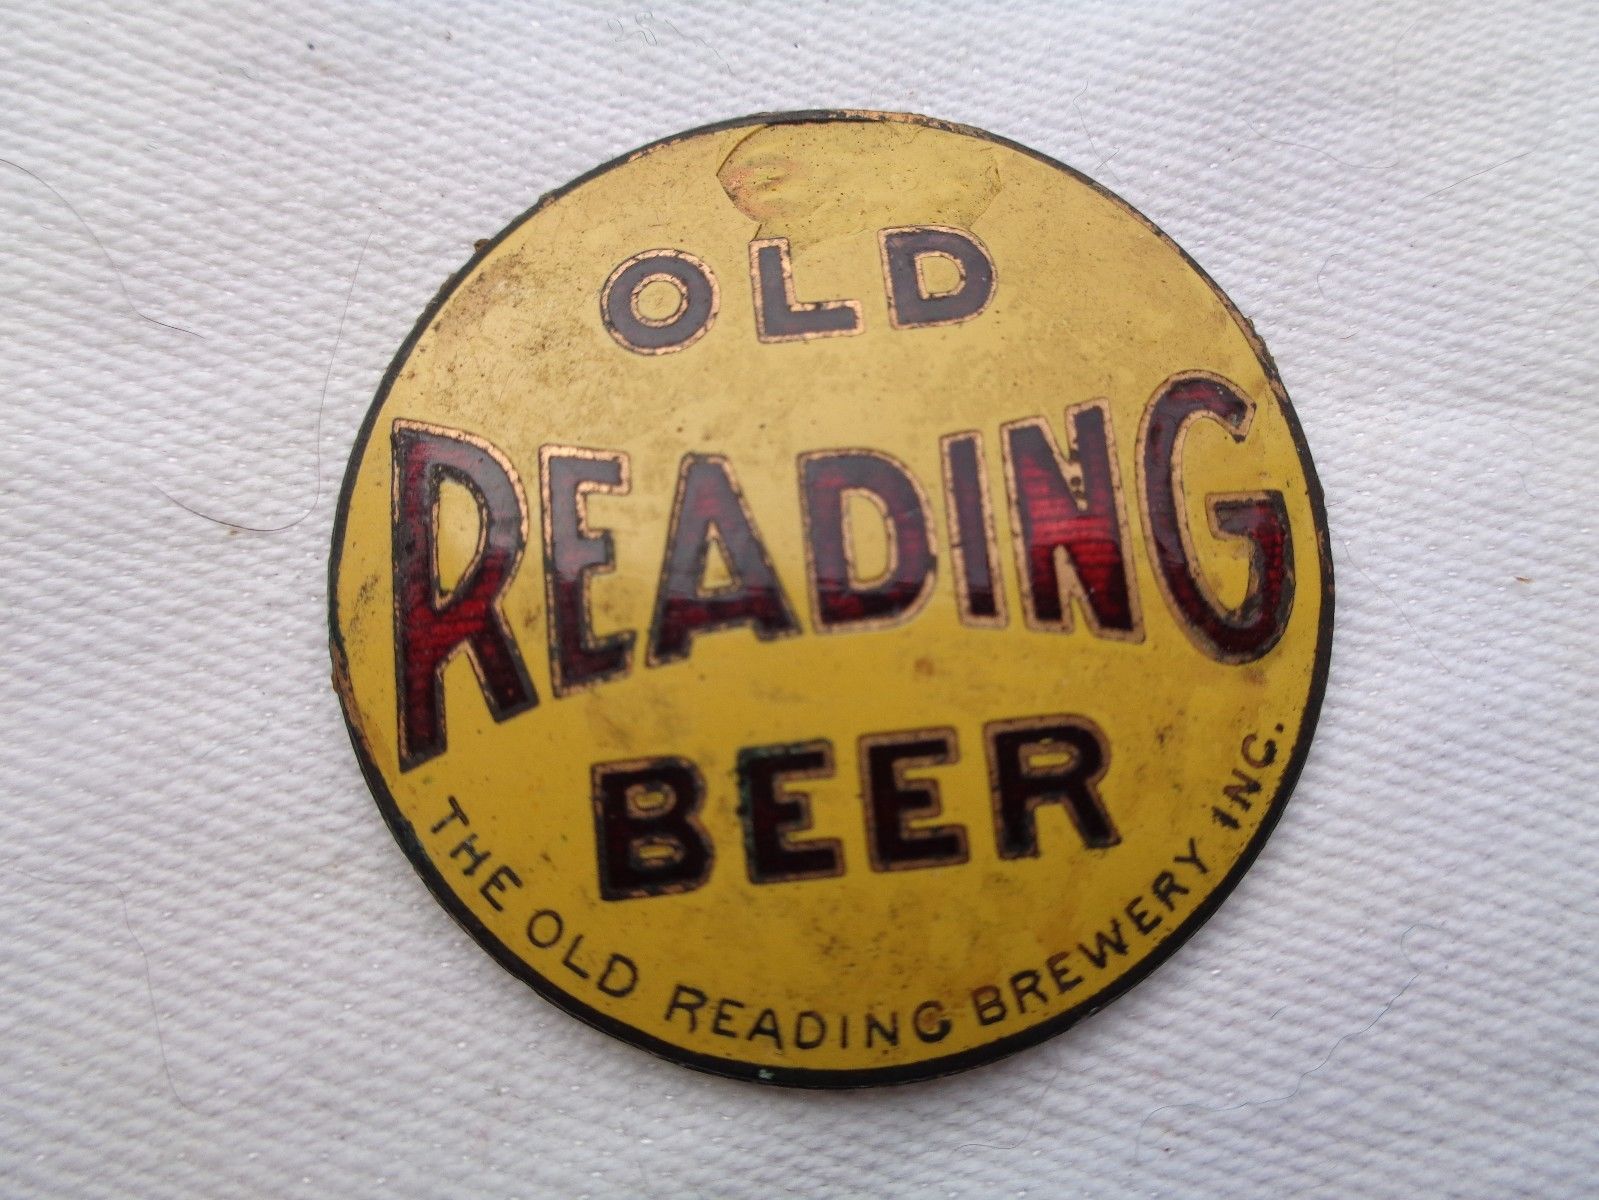 OLD
READING
BEER
THE OLD READING BREWERY INC.